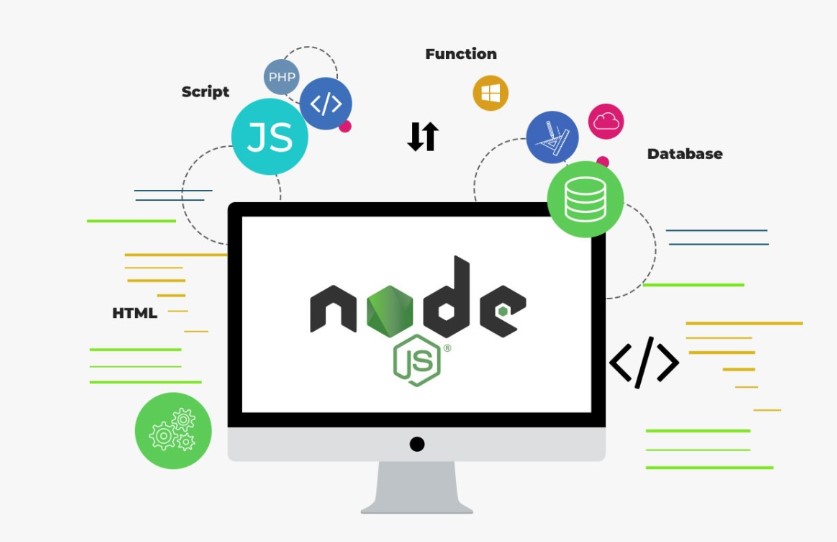 Function
PHP
Script
</>
JS
Database
node
JS®
HTML
</>